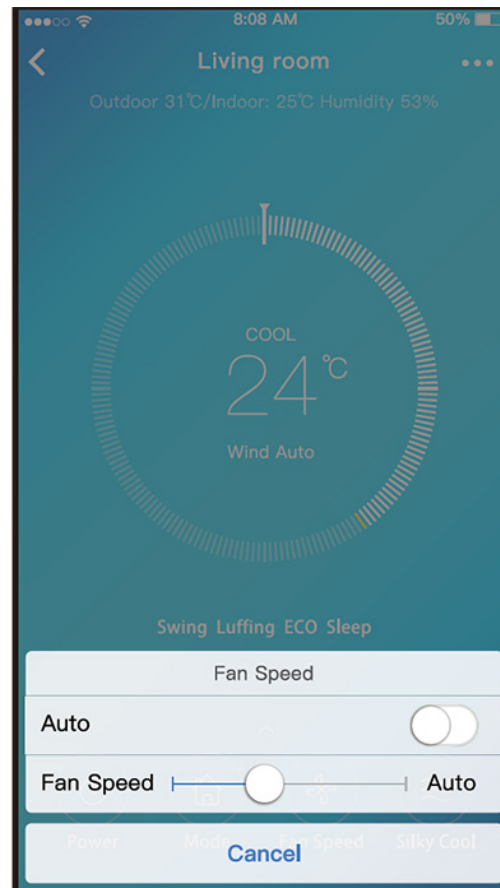 8:08 AM 50%
Living room
Outdoor 31℃/Indoor: 25℃ Humidity 53%
COOL
24℃
Wind Auto
Swing Luffing ECO Sleep
Fan Speed
Auto
Fan Speed Auto
Power Mode Fan Speed Silky Cool
Cancel